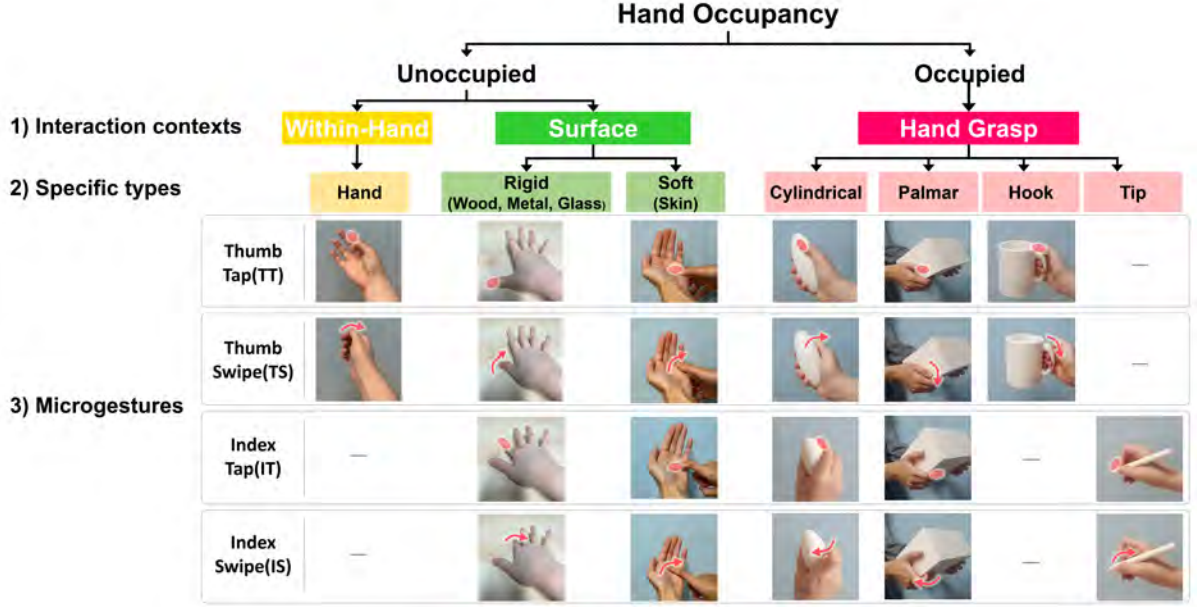 Hand Occupancy
Unoccupied
Occupied
1) Interaction contexts
Within-Hand
Surface
Hand Grasp
2) Specific types
Hand
Rigid
(Wood, Metal, Glass)
Soft
(Skin)
Cylindrical
Palmar
Hook
Tip
3) Microgestures
Thumb
Tap(TT)
—
Thumb
Swipe(TS)
—
Index
Tap(IT)
—
—
Index
Swipe(IS)
—
—